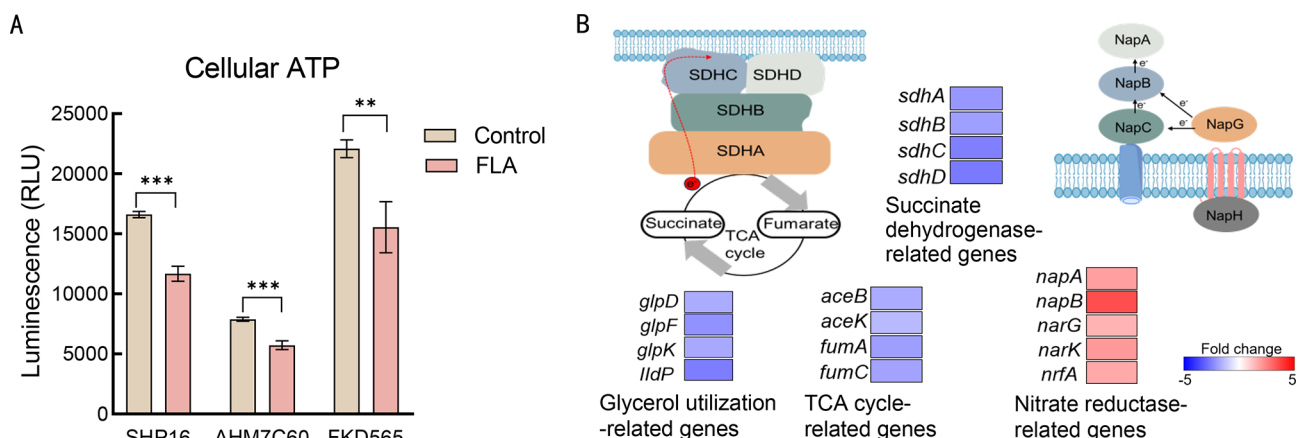 A
Cellular ATP
25000
20000
15000
10000
5000
0
Luminescence (RLU)
***
***
**
Control
FLA
SHP16
AHM7C60
FKD565
B
SDHC
SDHD
SDHB
SDHA
e-
Succinate
Fumarate
TCA
cycle
sdhA
sdhB
sdhC
sdhD
Succinate
dehydrogenase-
related genes
NapA
e-
NapB
e-
e-
NapC
e-
NapG
NapH
glpD
glpF
glpK
lldP
Glycerol utilization
-related genes
aceB
aceK
fumA
fumC
TCA cycle-
related genes
napA
napB
narG
narK
nrfA
Nitrate reductase-
related genes
Fold change
-5
5